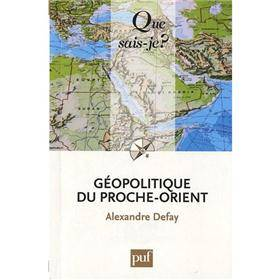 Que
sais-je?
GÉOPOLITIQUE
DU PROCHE-ORIENT
Alexandre Defay
puf